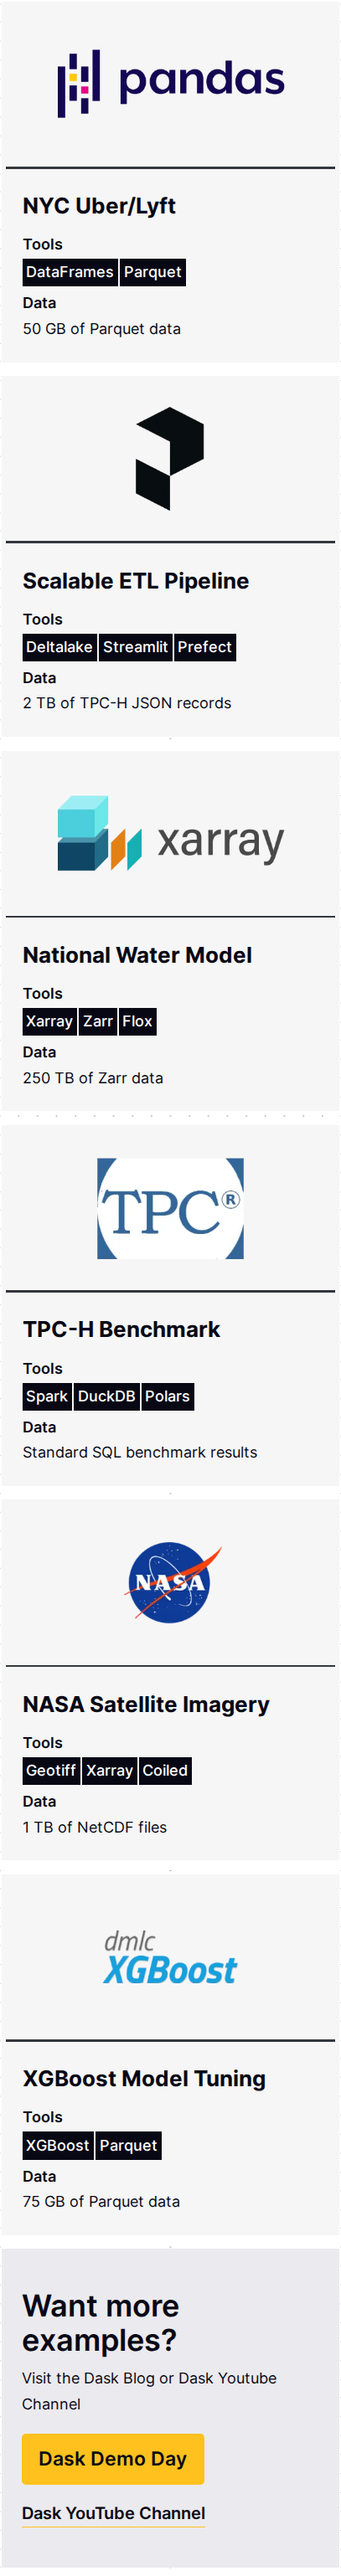 pandas
NYC Uber/Lyft
Tools
DataFrames Parquet
Data
50 GB of Parquet data
Scalable ETL Pipeline
Tools
Deltalake Streamlit Prefect
Data
2 TB of TPC-H JSON records
xarray
National Water Model
Tools
Xarray Zarr Flox
Data
250 TB of Zarr data
TPC®
TPC-H Benchmark
Tools
Spark DuckDB Polars
Data
Standard SQL benchmark results
NASA
NASA Satellite Imagery
Tools
Geotiff Xarray Coiled
Data
1 TB of NetCDF files
dmlc
XGBoost
XGBoost Model Tuning
Tools
XGBoost Parquet
Data
75 GB of Parquet data
Want more
examples?
Visit the Dask Blog or Dask Youtube
Channel
Dask Demo Day
Dask YouTube Channel